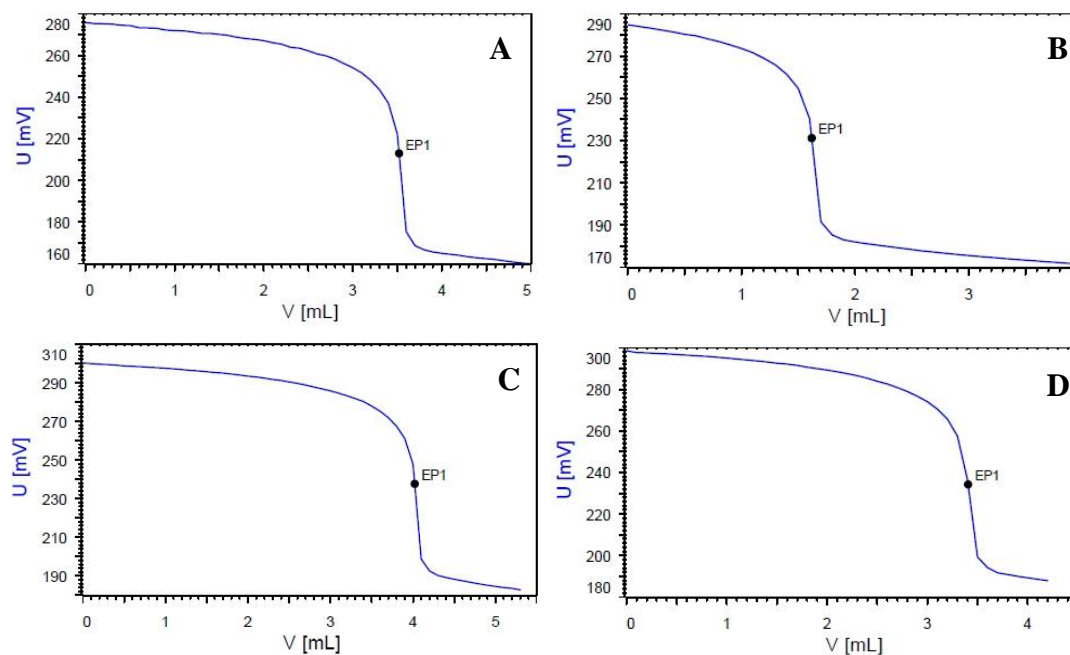 A
U [mV]
280
260
240
220
200
180
160
EP1
0 1 2 3 4 5
V [mL]
B
U [mV]
290
270
250
230
210
190
170
EP1
0 1 2 3
V [mL]
C
U [mV]
310
290
270
250
230
210
190
EP1
0 1 2 3 4 5
V [mL]
D
U [mV]
300
280
260
240
220
200
180
EP1
0 1 2 3 4
V [mL]